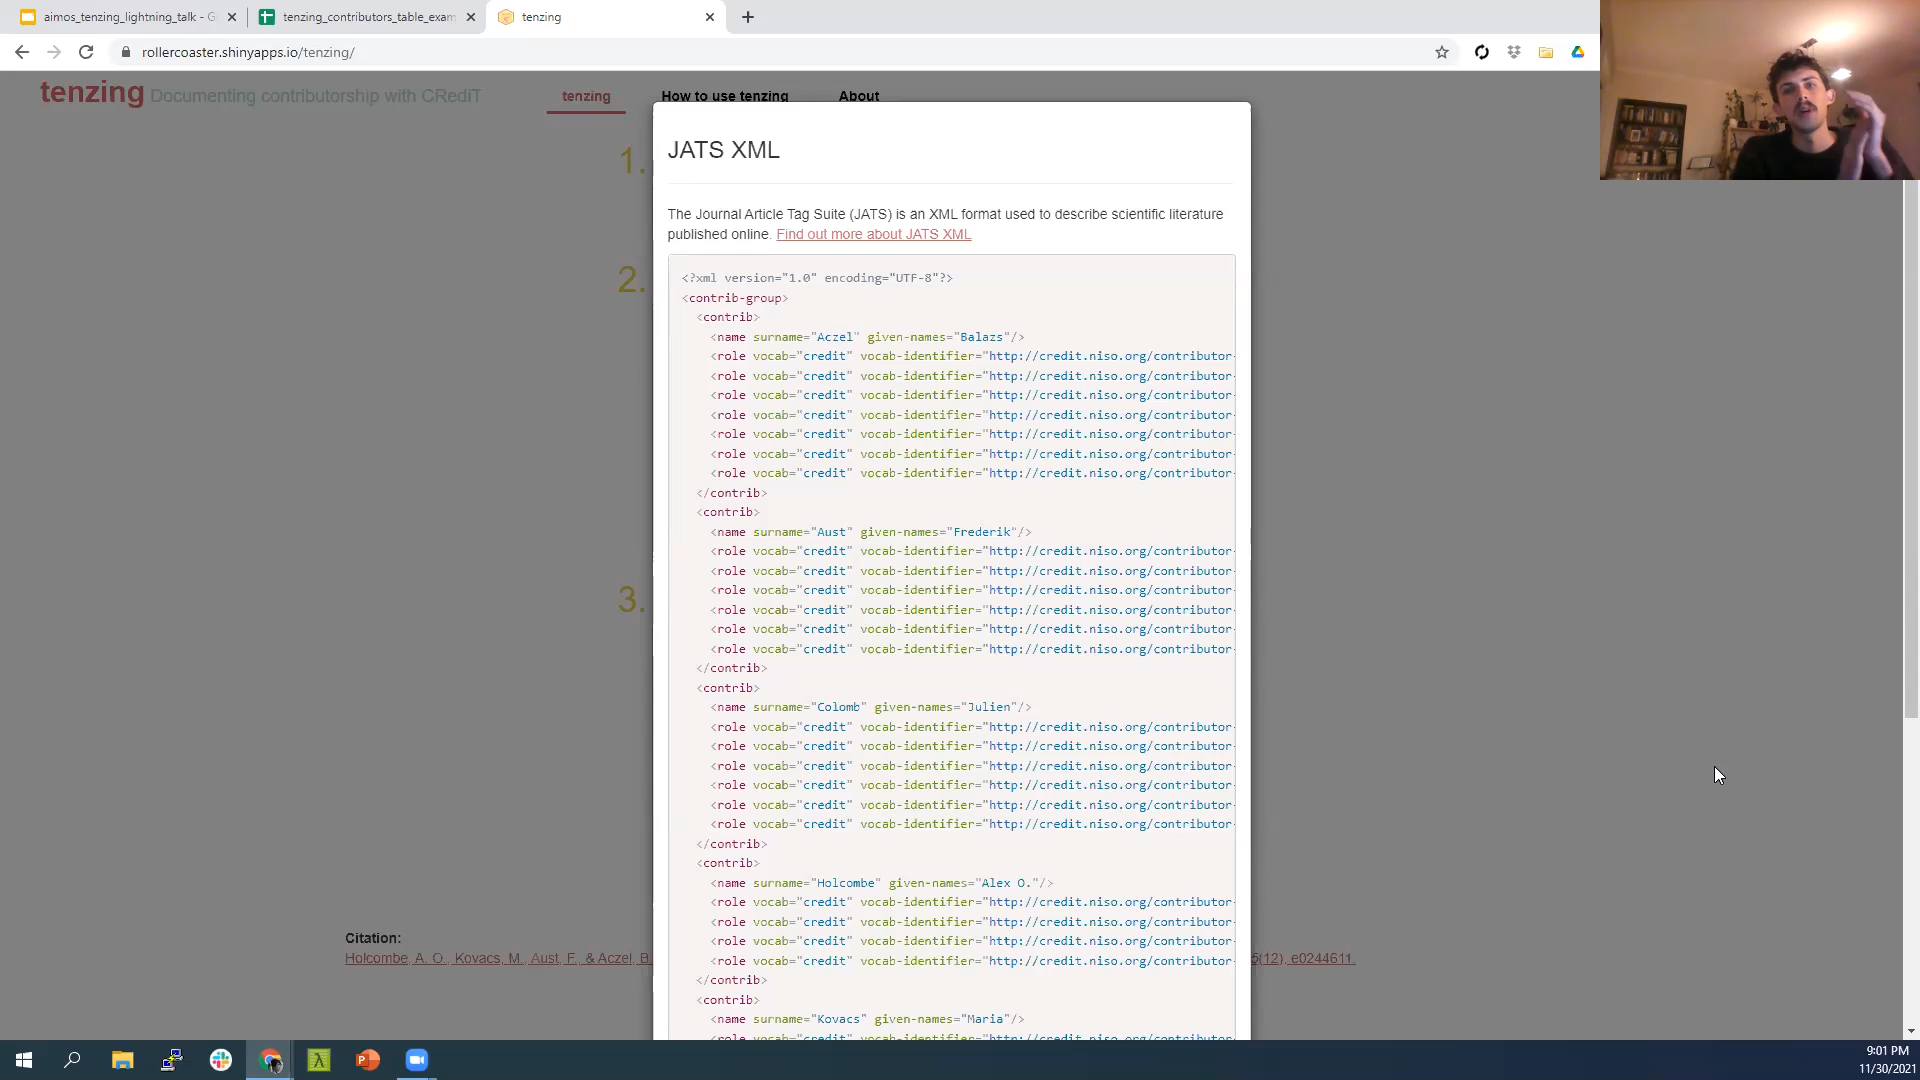 aimos_tenzing_lightning_talk - G
tenzing_contributors_table_exam
tenzing
rollercoaster.shinyapps.io/tenzing/
tenzing Documenting contributorship with CRediT
tenzing
How to use tenzing
About
1.
2.
3.
JATS XML
The Journal Article Tag Suite (JATS) is an XML format used to describe scientific literature
published online. Find out more about JATS XML
<?xml version="1.0" encoding="UTF-8"?>
<contrib-group>
<contrib>
<name surname="Aczel" given-names="Balazs"/>
<role vocab="credit" vocab-identifier="http://credit.niso.org/contributor-
<role vocab="credit" vocab-identifier="http://credit.niso.org/contributor-
<role vocab="credit" vocab-identifier="http://credit.niso.org/contributor-
<role vocab="credit" vocab-identifier="http://credit.niso.org/contributor-
<role vocab="credit" vocab-identifier="http://credit.niso.org/contributor-
<role vocab="credit" vocab-identifier="http://credit.niso.org/contributor-
<role vocab="credit" vocab-identifier="http://credit.niso.org/contributor-
</contrib>
<contrib>
<name surname="Aust" given-names="Frederik"/>
<role vocab="credit" vocab-identifier="http://credit.niso.org/contributor-
<role vocab="credit" vocab-identifier="http://credit.niso.org/contributor-
<role vocab="credit" vocab-identifier="http://credit.niso.org/contributor-
<role vocab="credit" vocab-identifier="http://credit.niso.org/contributor-
<role vocab="credit" vocab-identifier="http://credit.niso.org/contributor-
<role vocab="credit" vocab-identifier="http://credit.niso.org/contributor-
</contrib>
<contrib>
<name surname="Colomb" given-names="Julien"/>
<role vocab="credit" vocab-identifier="http://credit.niso.org/contributor-
<role vocab="credit" vocab-identifier="http://credit.niso.org/contributor-
<role vocab="credit" vocab-identifier="http://credit.niso.org/contributor-
<role vocab="credit" vocab-identifier="http://credit.niso.org/contributor-
<role vocab="credit" vocab-identifier="http://credit.niso.org/contributor-
<role vocab="credit" vocab-identifier="http://credit.niso.org/contributor-
</contrib>
<contrib>
<name surname="Holcombe" given-names="Alex O."/>
<role vocab="credit" vocab-identifier="http://credit.niso.org/contributor-
<role vocab="credit" vocab-identifier="http://credit.niso.org/contributor-
<role vocab="credit" vocab-identifier="http://credit.niso.org/contributor-
<role vocab="credit" vocab-identifier="http://credit.niso.org/contributor-
</contrib>
<contrib>
<name surname="Kovacs" given-names="Maria"/>
Citation:
Holcombe, A. O., Kovacs, M., Aust, F., & Aczel, B. 5(12), e0244611.
9:01 PM
11/30/2021